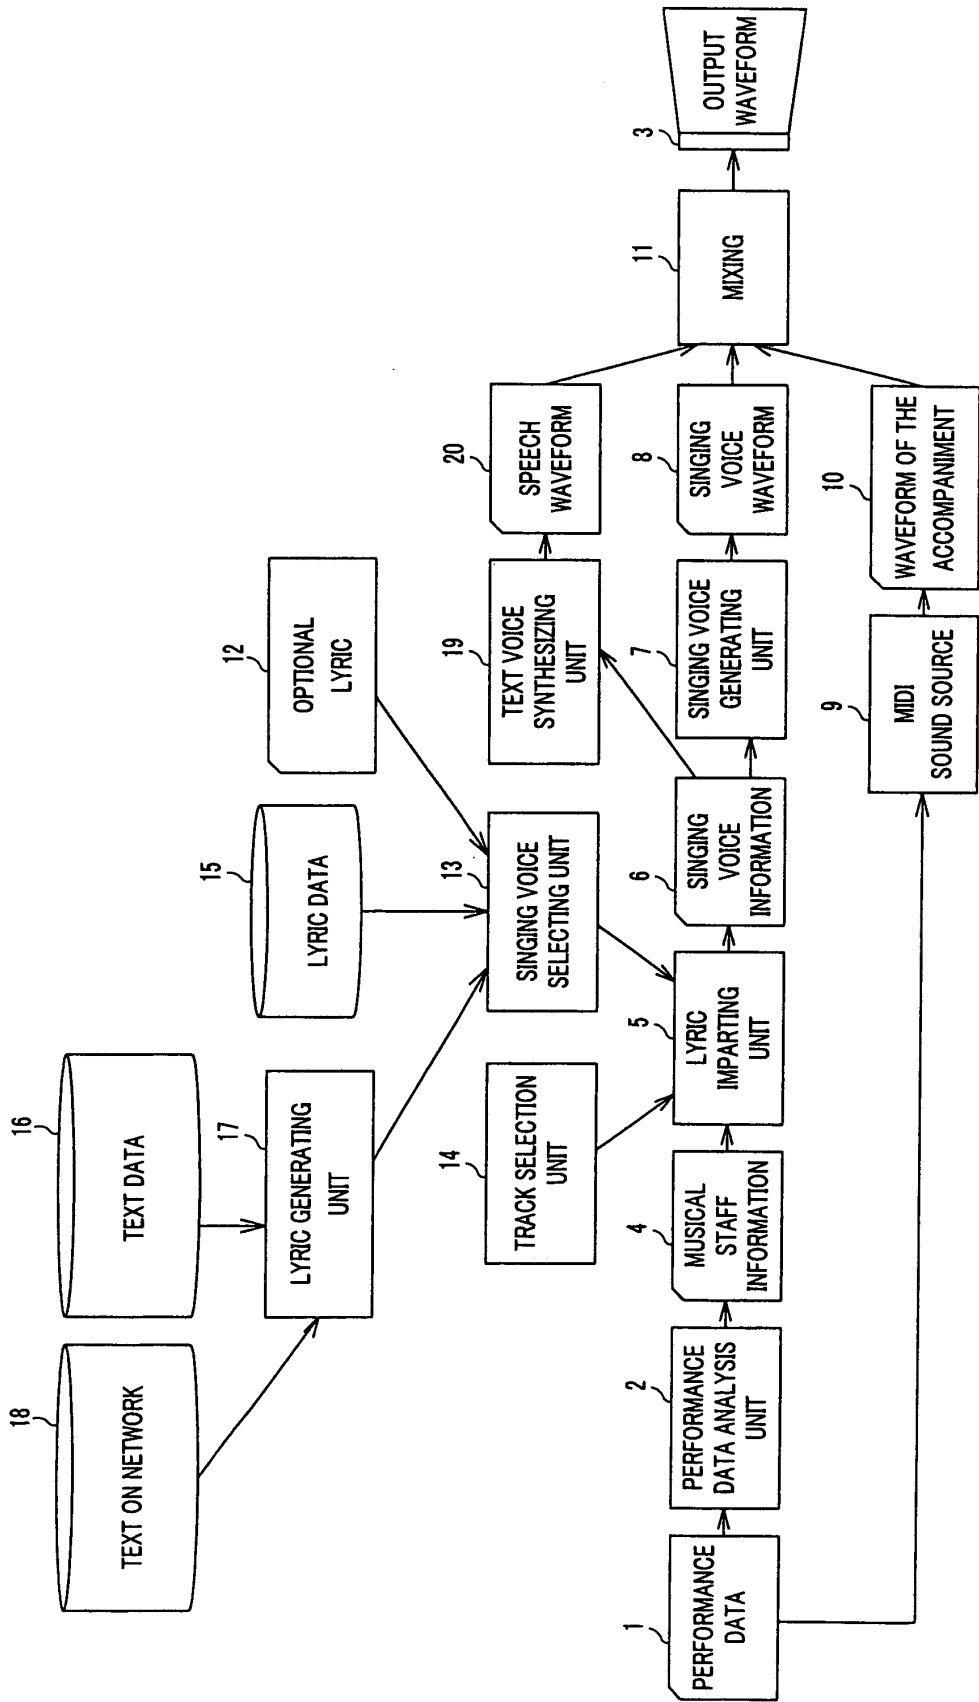 18
TEXT ON NETWORK
16
TEXT DATA
17
LYRIC GENERATING
UNIT
15
LYRIC DATA
12
OPTIONAL
LYRIC
14
TRACK SELECTION
UNIT
13
SINGING VOICE
SELECTING UNIT
19
TEXT VOICE
SYNTHESIZING
UNIT
20
SPEECH
WAVEFORM
1
PERFORMANCE
DATA
2
PERFORMANCE
DATA ANALYSIS
UNIT
4
MUSICAL
STAFF
INFORMATION
5
LYRIC
IMPARTING
UNIT
6
SINGING
VOICE
INFORMATION
7
SINGING VOICE
GENERATING
UNIT
8
SINGING
VOICE
WAVEFORM
11
MIXING
3
OUTPUT
WAVEFORM
9
MIDI
SOUND SOURCE
10
WAVEFORM OF THE
ACCOMPANIMENT